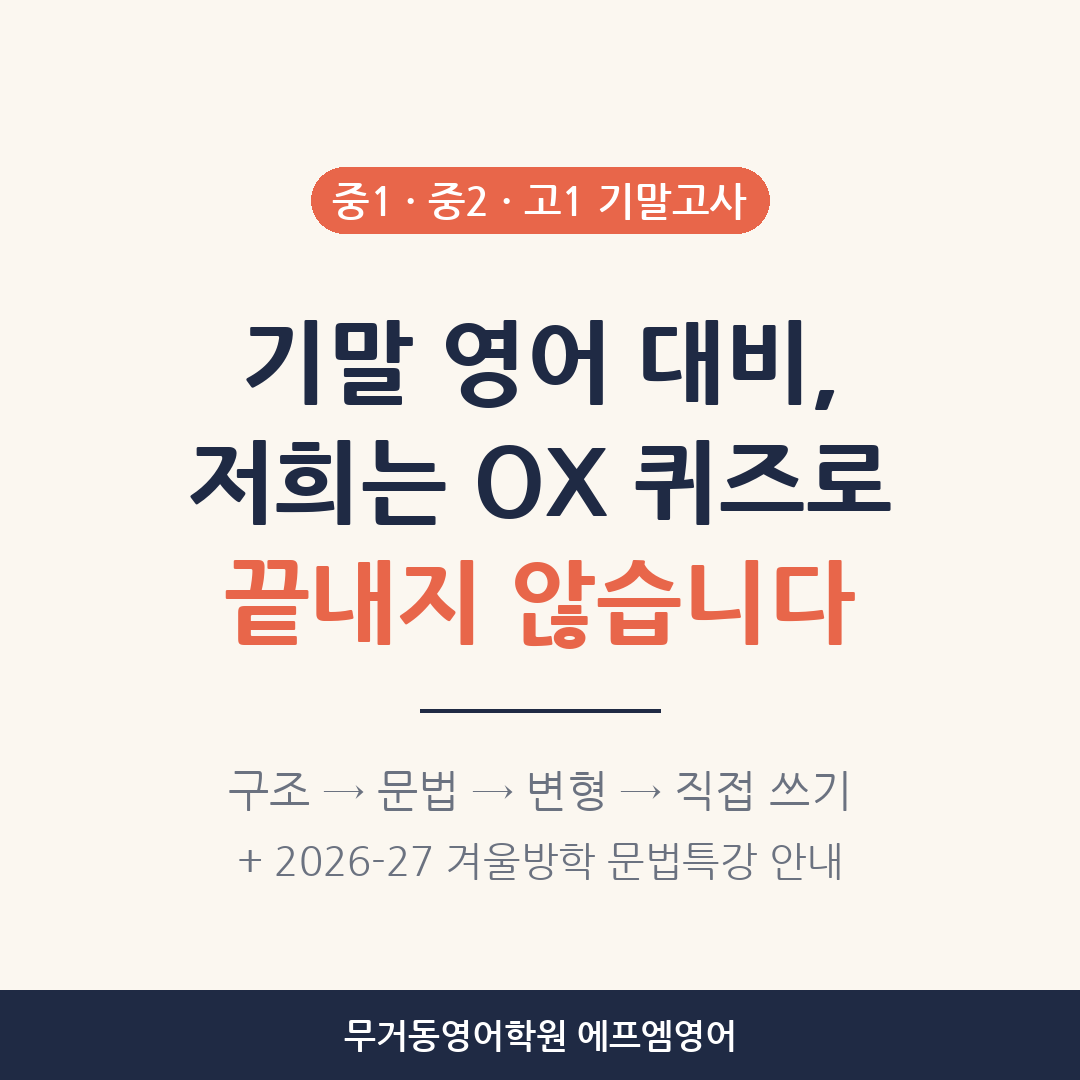 중1 · 중2 · 고1 기말고사
기말 영어 대비,
저희는 OX 퀴즈로
끝내지 않습니다
구조 → 문법 → 변형 → 직접 쓰기
+ 2026-27 겨울방학 문법특강 안내
무거동영어학원 에프엠영어